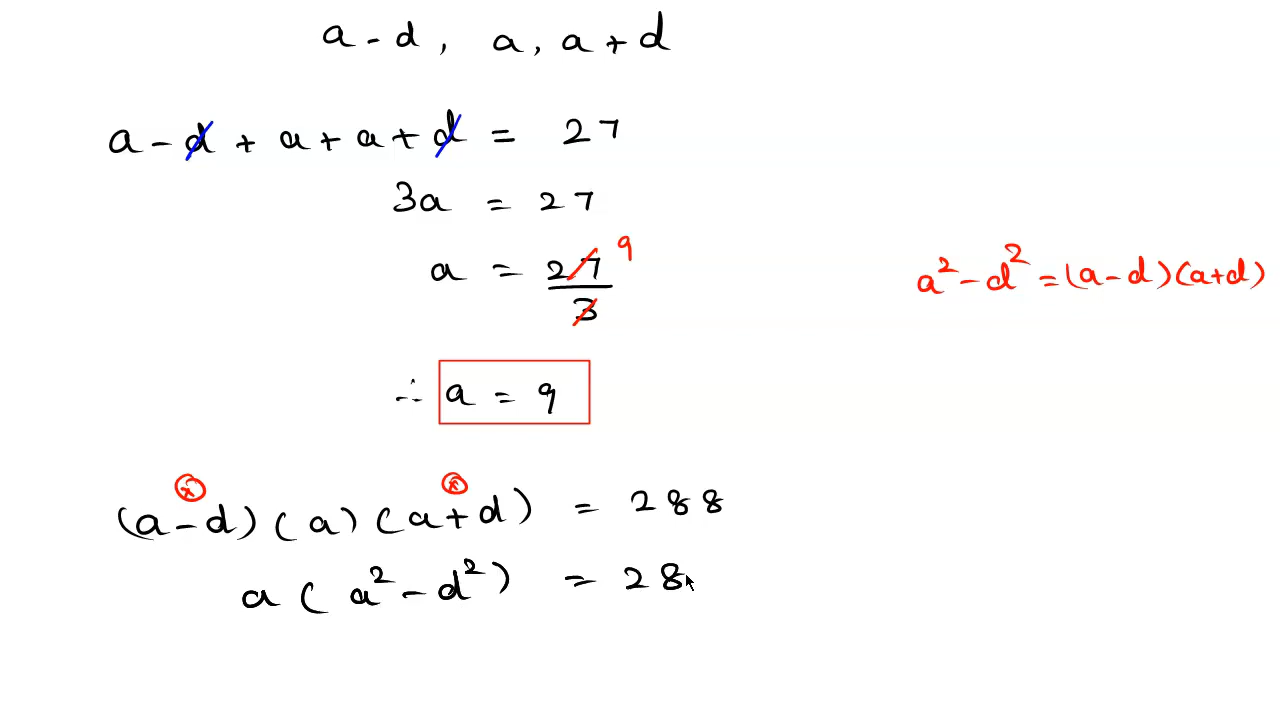 a - d, a, a + d
a - d + a + a + d = 27
3a = 27
a = 27/3 9
a² - d² = (a - d)(a + d)
∴ a = 9
(a - d)(a)(a + d) = 288
a(a² - d²) = 28